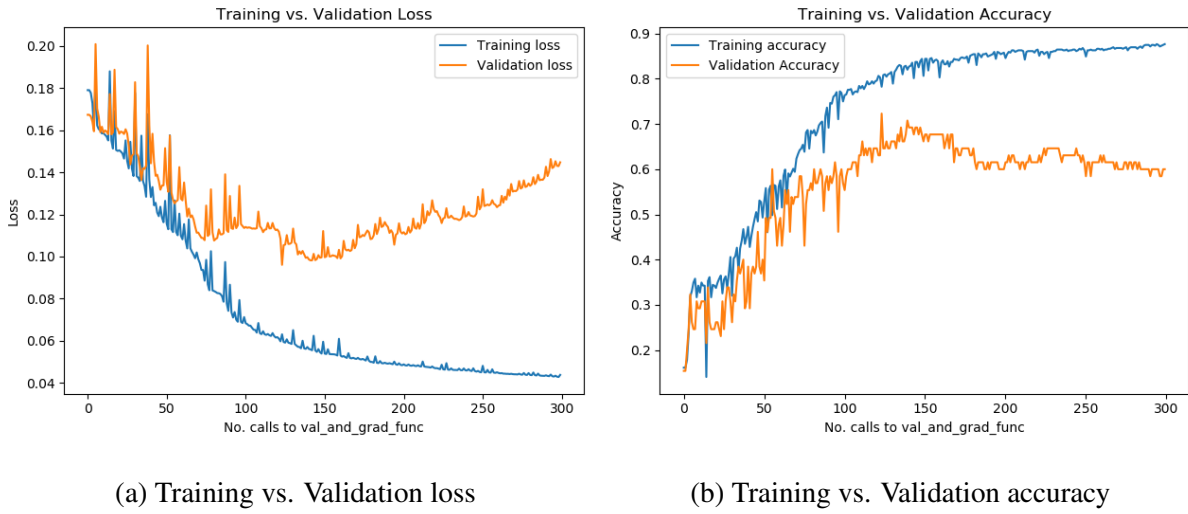 Training vs. Validation Loss
Training loss
Validation loss
0.20
0.18
0.16
0.14
0.12
0.10
0.08
0.06
0.04
Loss
0
50
100
150
200
250
300
No. calls to val_and_grad_func
(a) Training vs. Validation loss
Training vs. Validation Accuracy
Training accuracy
Validation Accuracy
0.9
0.8
0.7
0.6
0.5
0.4
0.3
0.2
Accuracy
0
50
100
150
200
250
300
No. calls to val_and_grad_func
(b) Training vs. Validation accuracy